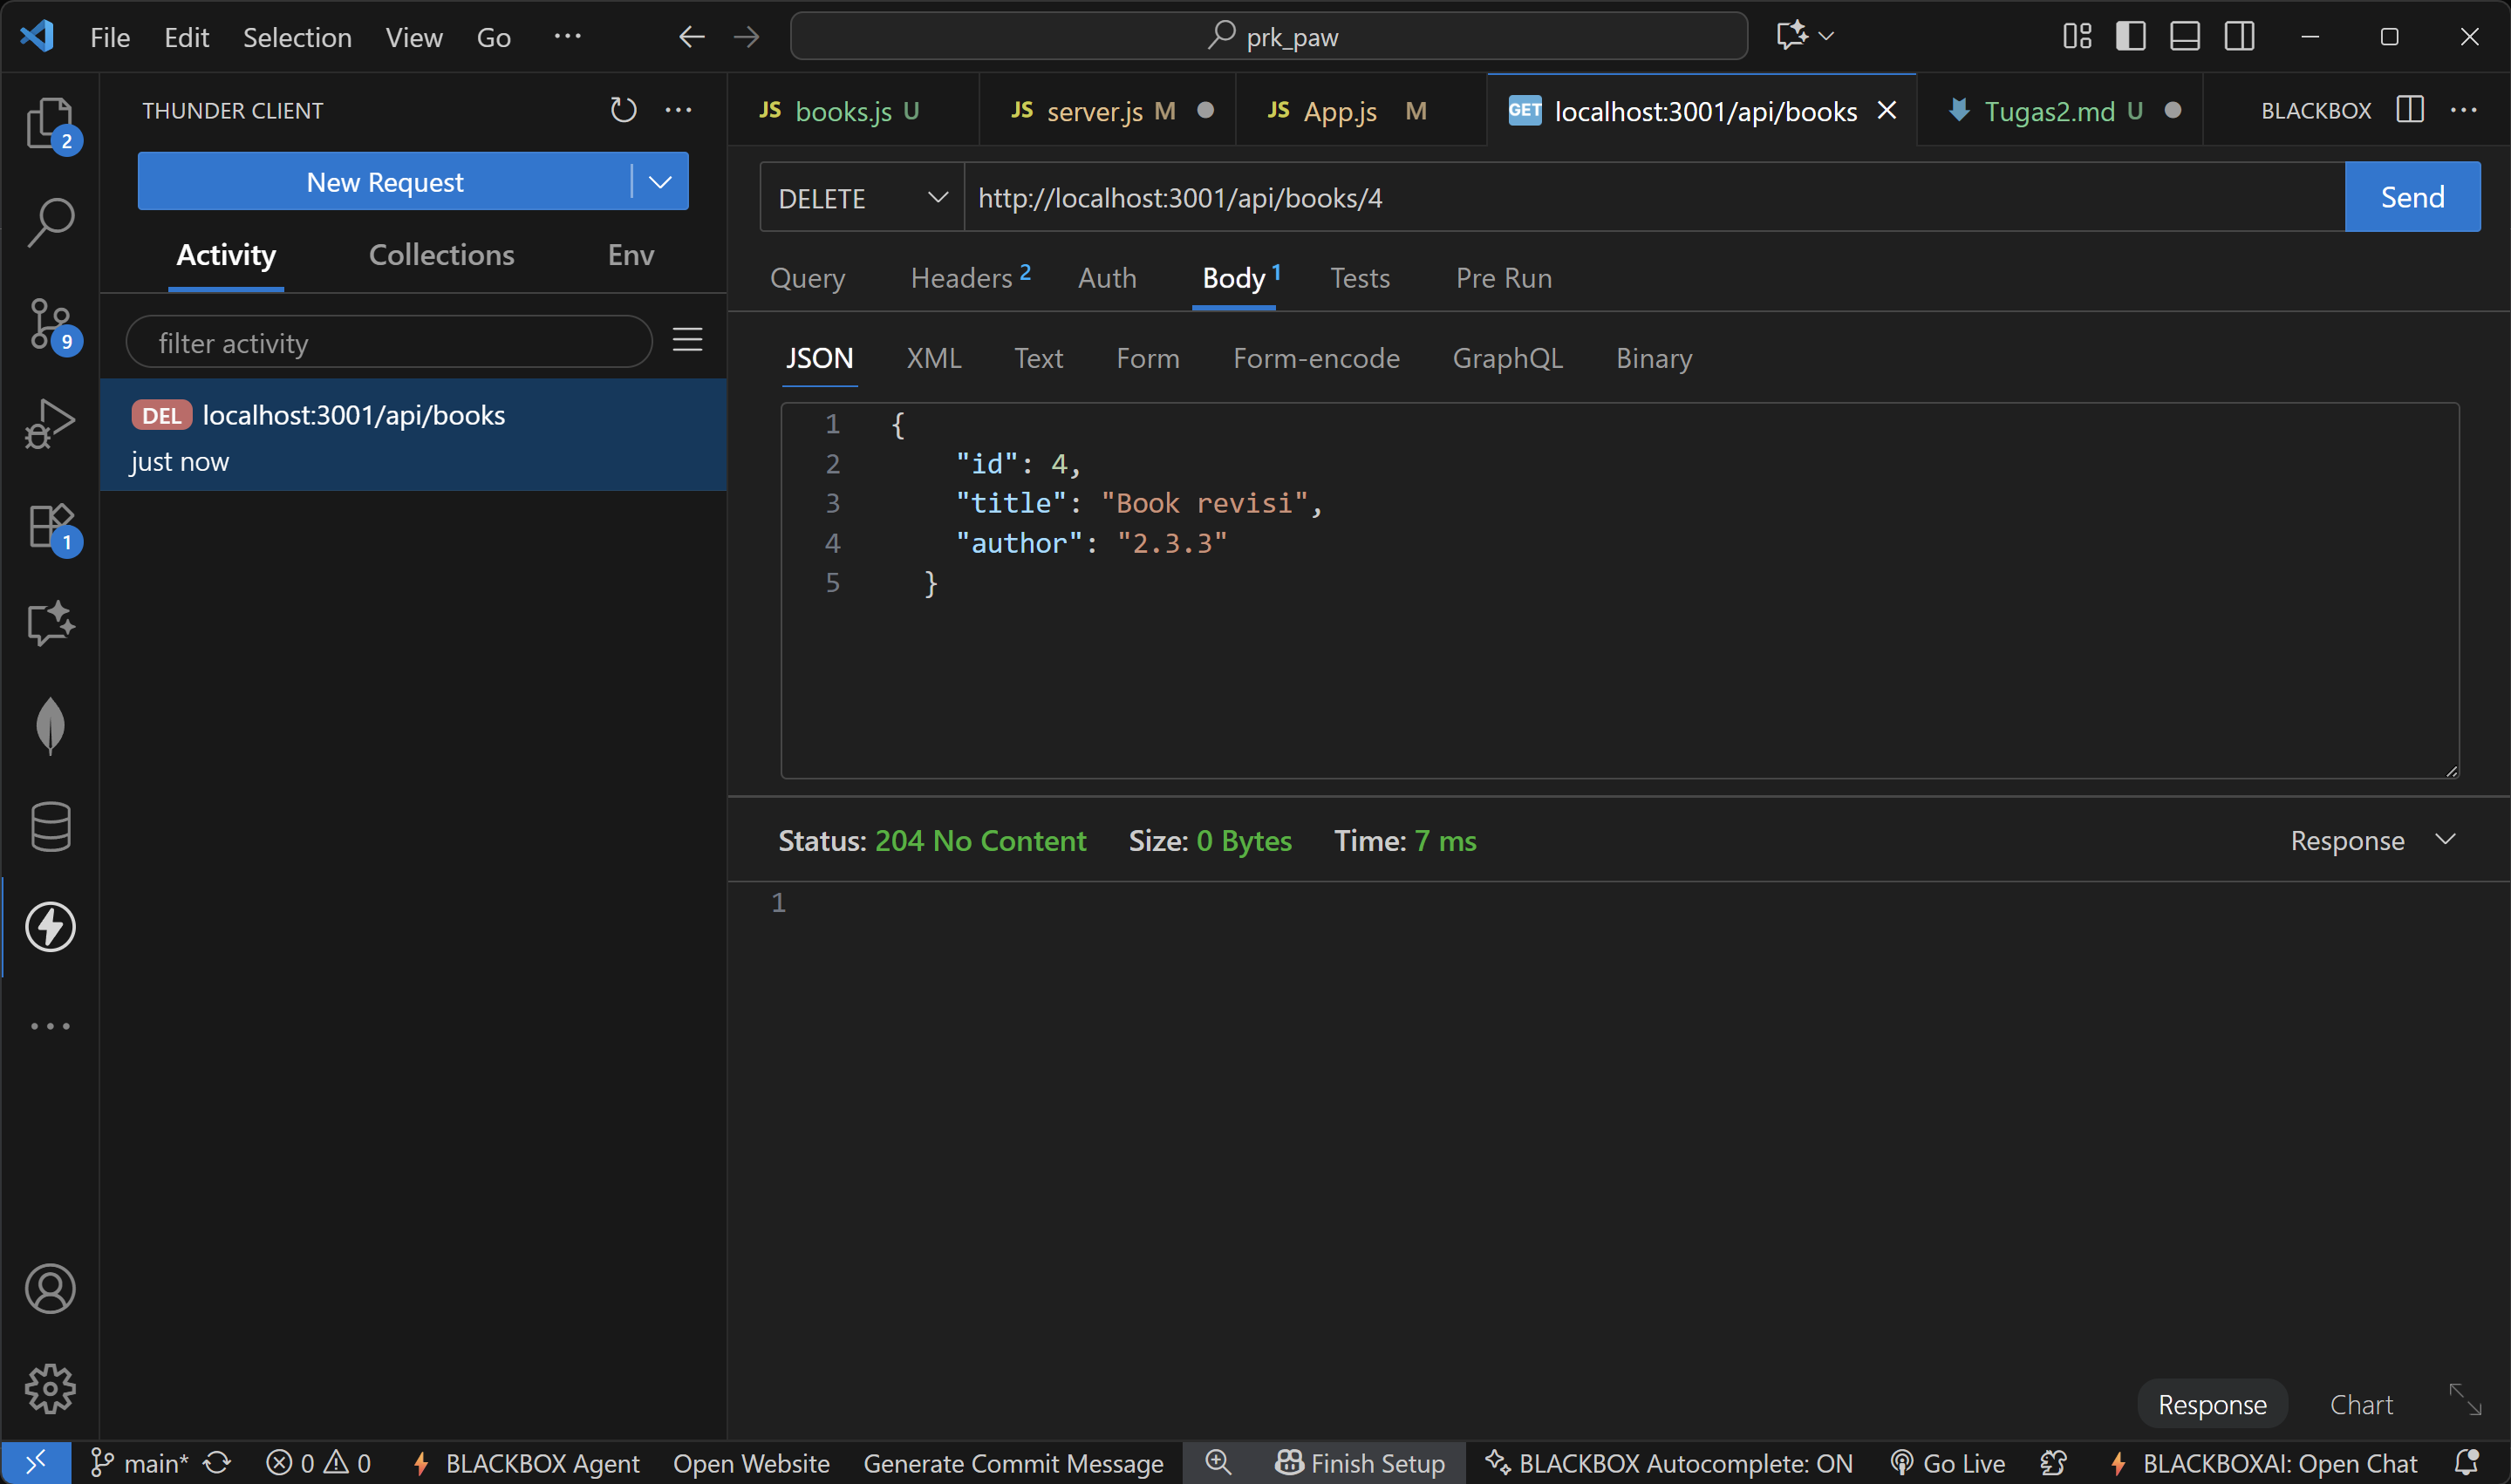 File Edit Selection View Go ··· prk_paw
THUNDER CLIENT ···
2
New Request
Activity Collections Env
filter activity
9
DEL localhost:3001/api/books
just now
1
JS books.js U JS server.js M JS App.js M GET localhost:3001/api/books Tugas2.md U BLACKBOX ···
DELETE http://localhost:3001/api/books/4 Send
Query Headers 2 Auth Body 1 Tests Pre Run
JSON XML Text Form Form-encode GraphQL Binary
1 {
2 "id": 4,
3 "title": "Book revisi",
4 "author": "2.3.3"
5 }
Status: 204 No Content Size: 0 Bytes Time: 7 ms Response
1
Response Chart
main* 0 0 BLACKBOX Agent Open Website Generate Commit Message Finish Setup BLACKBOX Autocomplete: ON Go Live BLACKBOXAI: Open Chat